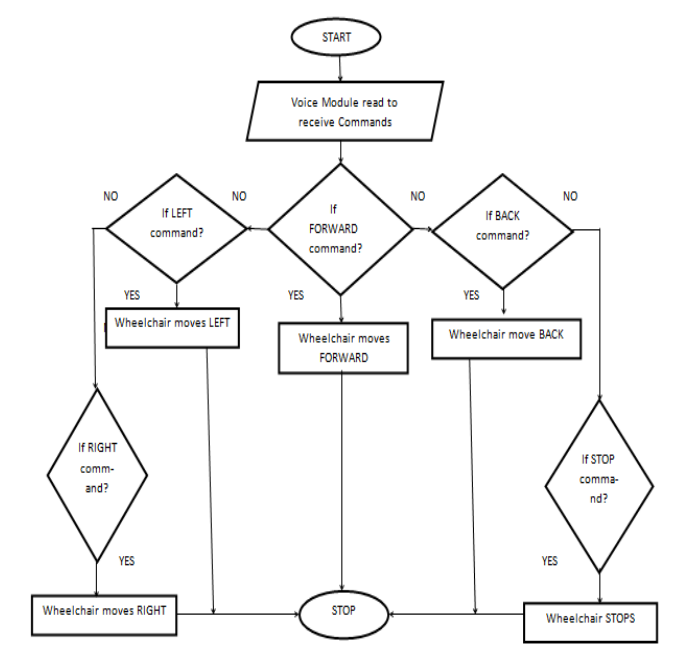 START
Voice Module read to
receive Commands
NO
NO
NO
NO
If LEFT
command?
If
FORWARD
command?
If BACK
command?
YES
YES
YES
Wheelchair moves LEFT
Wheelchair moves
FORWARD
Wheelchair move BACK
If RIGHT
comm-
and?
If STOP
comma-
nd?
YES
YES
Wheelchair moves RIGHT
STOP
Wheelchair STOPS